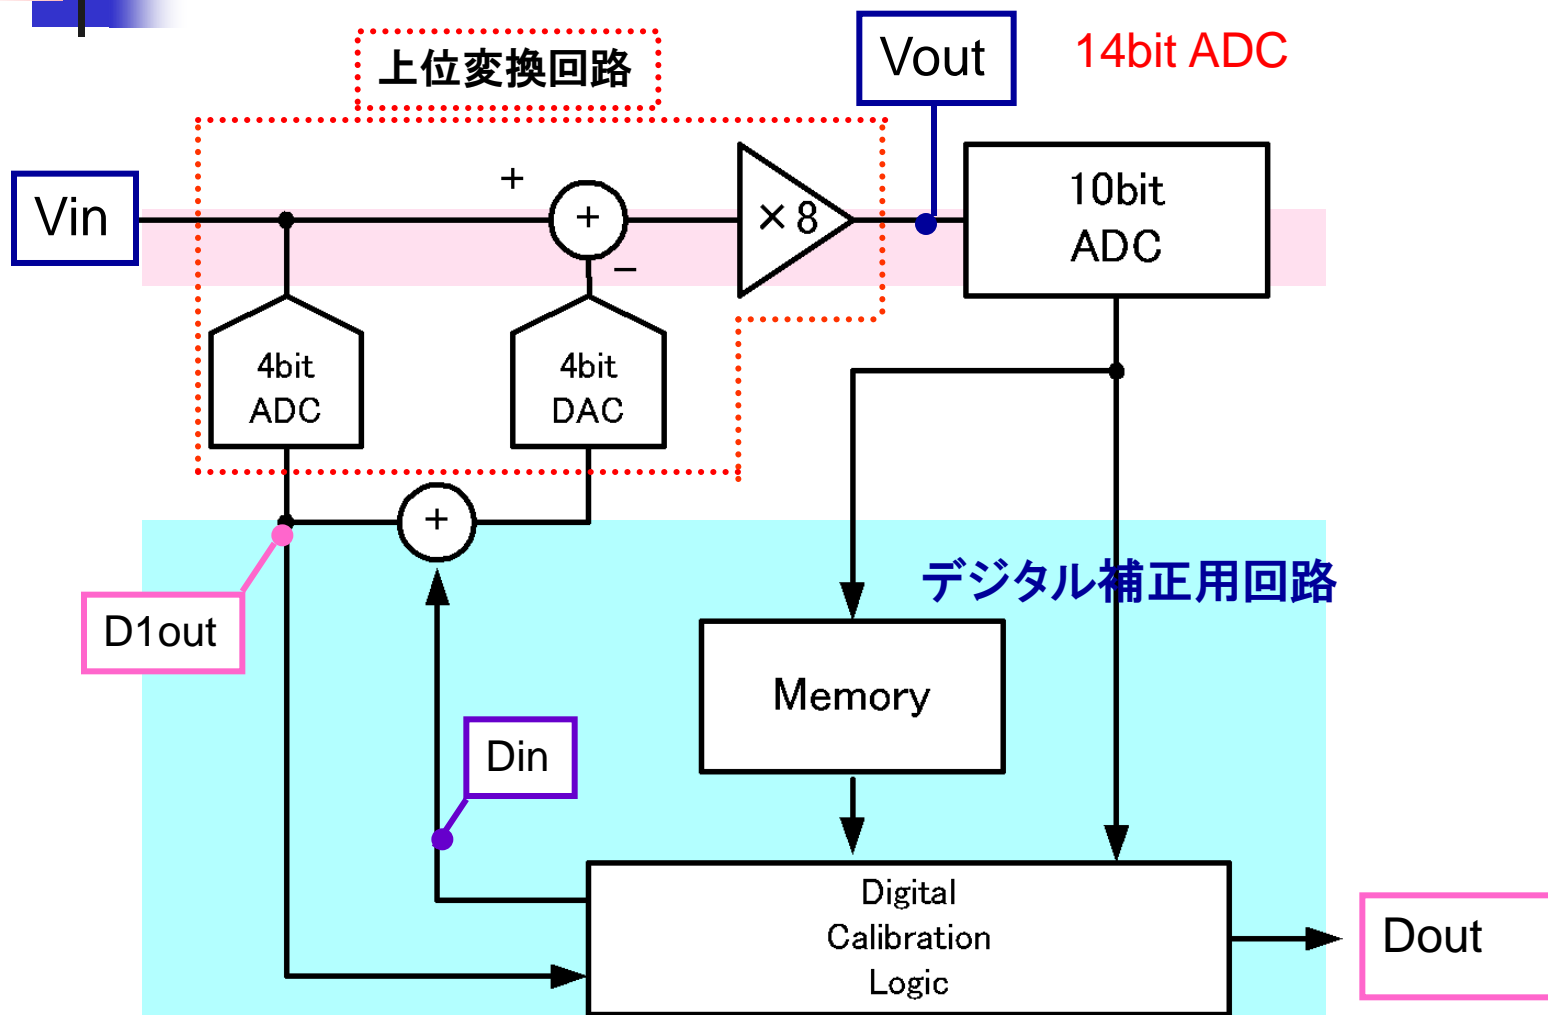 上位変換回路
Vout
14bit ADC
Vin
+
+
−
×8
10bit
ADC
4bit
ADC
4bit
DAC
+
D1out
デジタル補正用回路
Memory
Din
Digital
Calibration
Logic
Dout